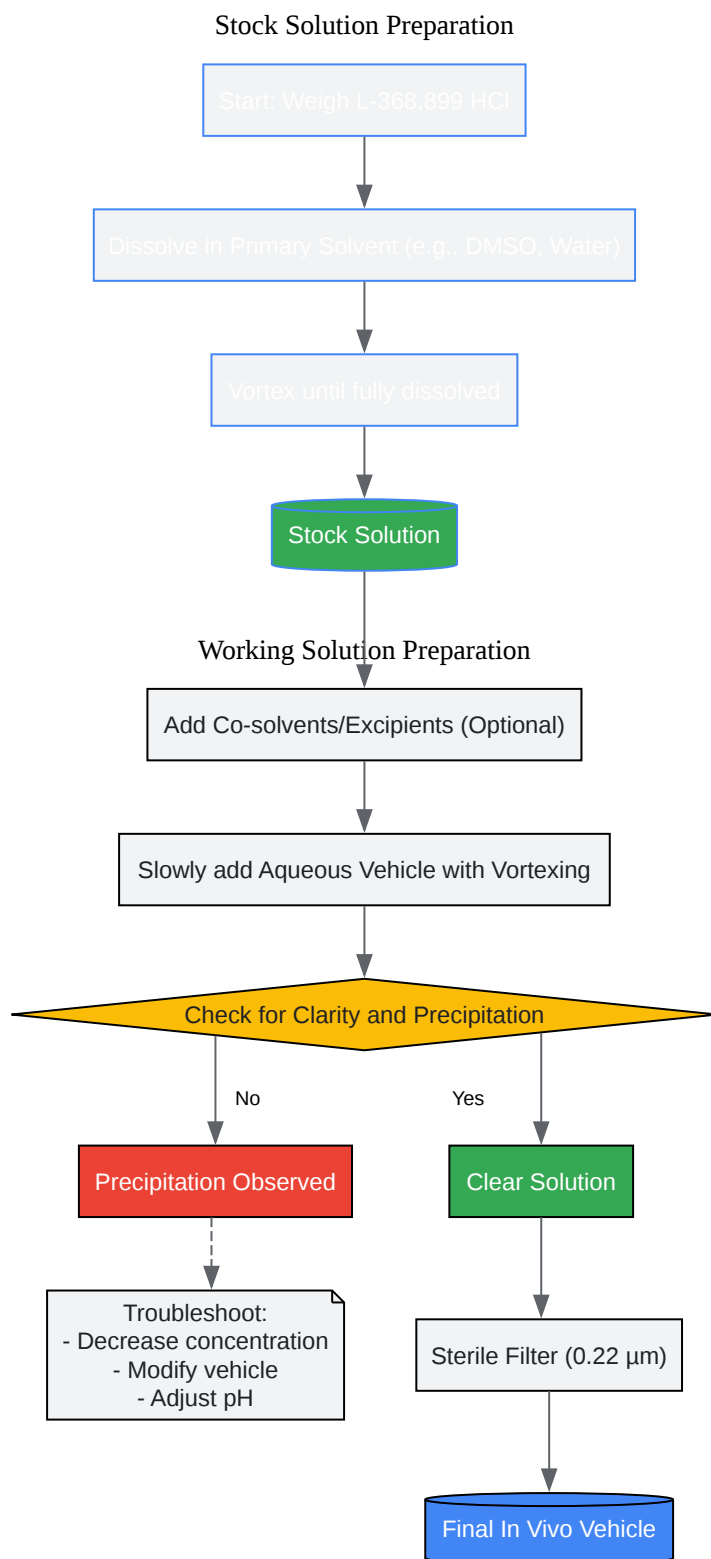 Stock Solution Preparation
Start: Weigh L-368,899 HCl
Dissolve in Primary Solvent (e.g., DMSO, Water)
Vortex until fully dissolved
Stock Solution
Working Solution Preparation
Add Co-solvents/Excipients (Optional)
Slowly add Aqueous Vehicle with Vortexing
Check for Clarity and Precipitation
No
Yes
Precipitation Observed
Clear Solution
Troubleshoot:
- Decrease concentration
- Modify vehicle
- Adjust pH
Sterile Filter (0.22 µm)
Final In Vivo Vehicle